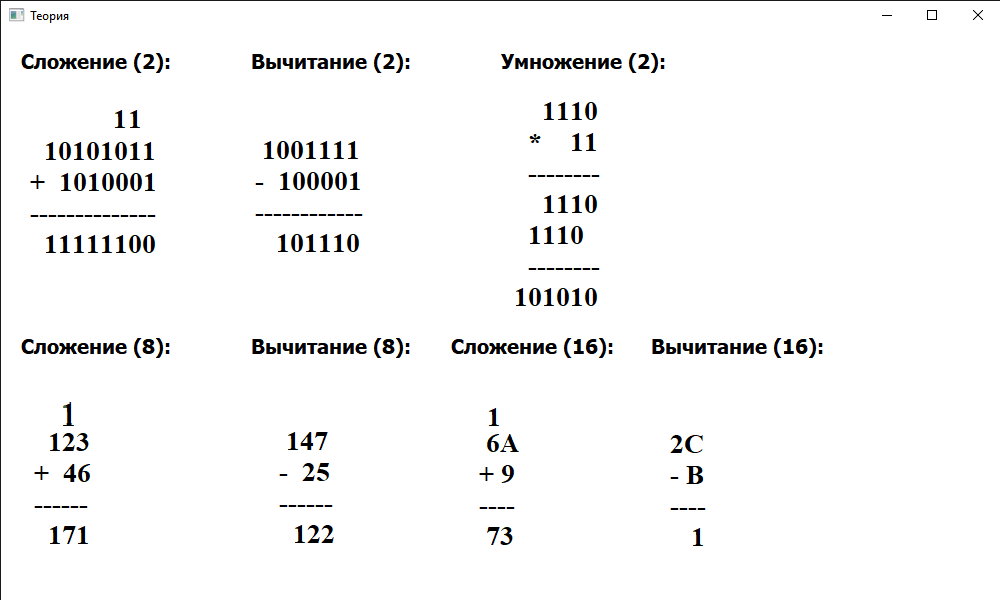 Теория
Сложение (2):
11
10101011
+ 1010001
--------------
11111100
Вычитание (2):
1001111
- 100001
------------
101110
Умножение (2):
1110
* 11
--------
1110
1110
--------
101010
Сложение (8):
1
123
+ 46
------
171
Вычитание (8):
147
- 25
------
122
Сложение (16):
1
6A
+ 9
----
73
Вычитание (16):
2C
- B
----
1